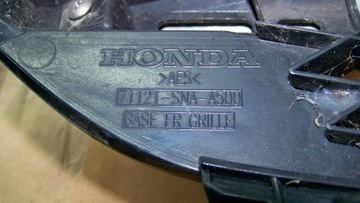 HONDA
>AES<
71121-SNA-A500
BASE FR GRILLE